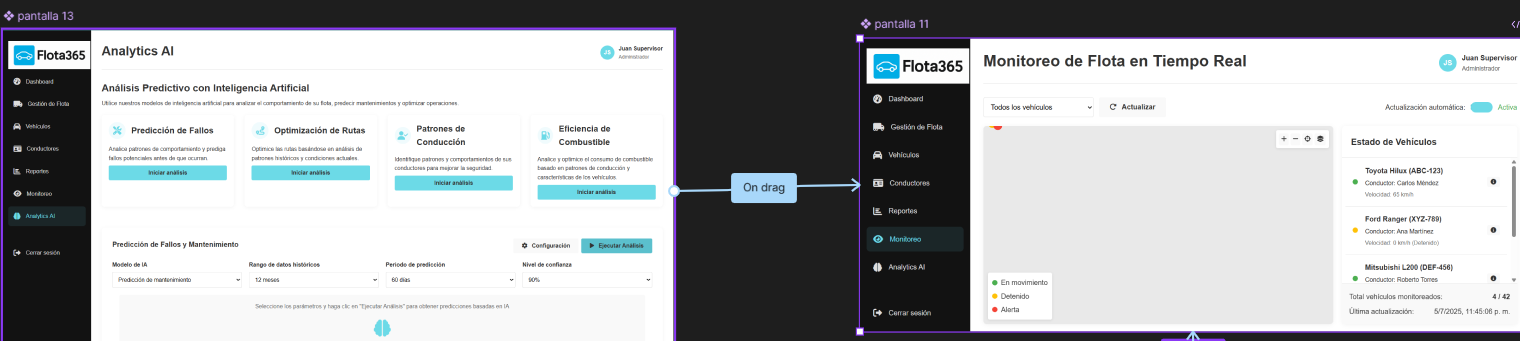 pantalla 13
Flota365
Dashboard
Gestión de Flota
Vehículos
Conductores
Reportes
Monitoreo
Analytics AI
Cerrar sesión
Analytics AI
JS
Juan Supervisor
Administrador
Análisis Predictivo con Inteligencia Artificial
Utilice nuestros modelos de inteligencia artificial para analizar el comportamiento de su flota, predecir mantenimientos y optimizar operaciones.
Predicción de Fallos
Analice patrones de comportamiento y prediga
fallos potenciales antes de que ocurran.
Iniciar análisis
Optimización de Rutas
Optimice las rutas basándose en análisis de
patrones históricos y condiciones actuales.
Iniciar análisis
Patrones de
Conducción
Identifique patrones y comportamientos de sus
conductores para mejorar la seguridad.
Iniciar análisis
Eficiencia de
Combustible
Analice y optimice el consumo de combustible
basado en patrones de conducción y
características de los vehículos.
Iniciar análisis
Predicción de Fallos y Mantenimiento
Configuración
Ejecutar Análisis
Modelo de IA
Rango de datos históricos
Periodo de predicción
Nivel de confianza
Predicción de mantenimiento
12 meses
60 días
90%
Seleccione los parámetros y haga clic en "Ejecutar Análisis" para obtener predicciones basadas en IA
On drag
pantalla 11
Flota365
Dashboard
Gestión de Flota
Vehículos
Conductores
Reportes
Monitoreo
Analytics AI
Cerrar sesión
Monitoreo de Flota en Tiempo Real
JS
Juan Supervisor
Administrador
Todos los vehículos
Actualizar
Actualización automática:
Activa
En movimiento
Detenido
Alerta
Estado de Vehículos
Toyota Hilux (ABC-123)
Conductor: Carlos Méndez
Velocidad: 65 km/h
Ford Ranger (XYZ-789)
Conductor: Ana Martínez
Velocidad: 0 km/h (Detenido)
Mitsubishi L200 (DEF-456)
Conductor: Roberto Torres
Total vehículos monitoreados:
4 / 42
Última actualización:
5/7/2025, 11:45:06 p. m.